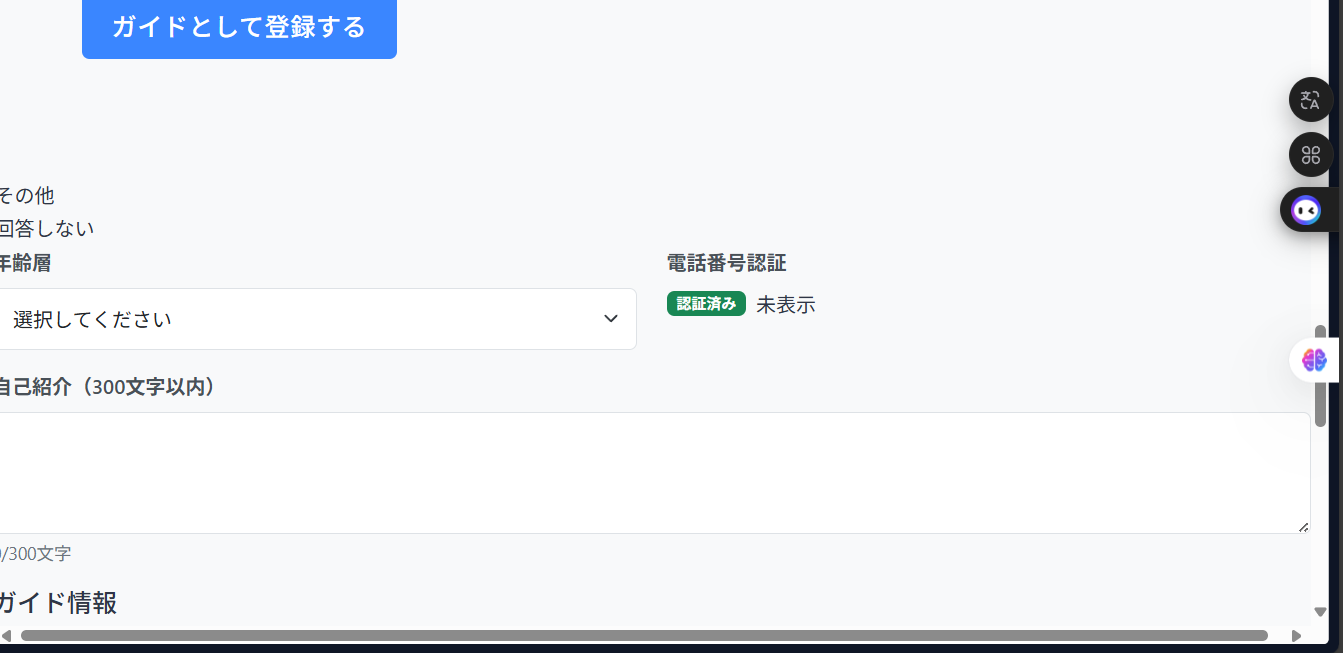 ガイドとして登録する
その他
回答しない
年齢層
電話番号認証
選択してください
認証済み 未表示
自己紹介（300文字以内）
/300文字
ガイド情報